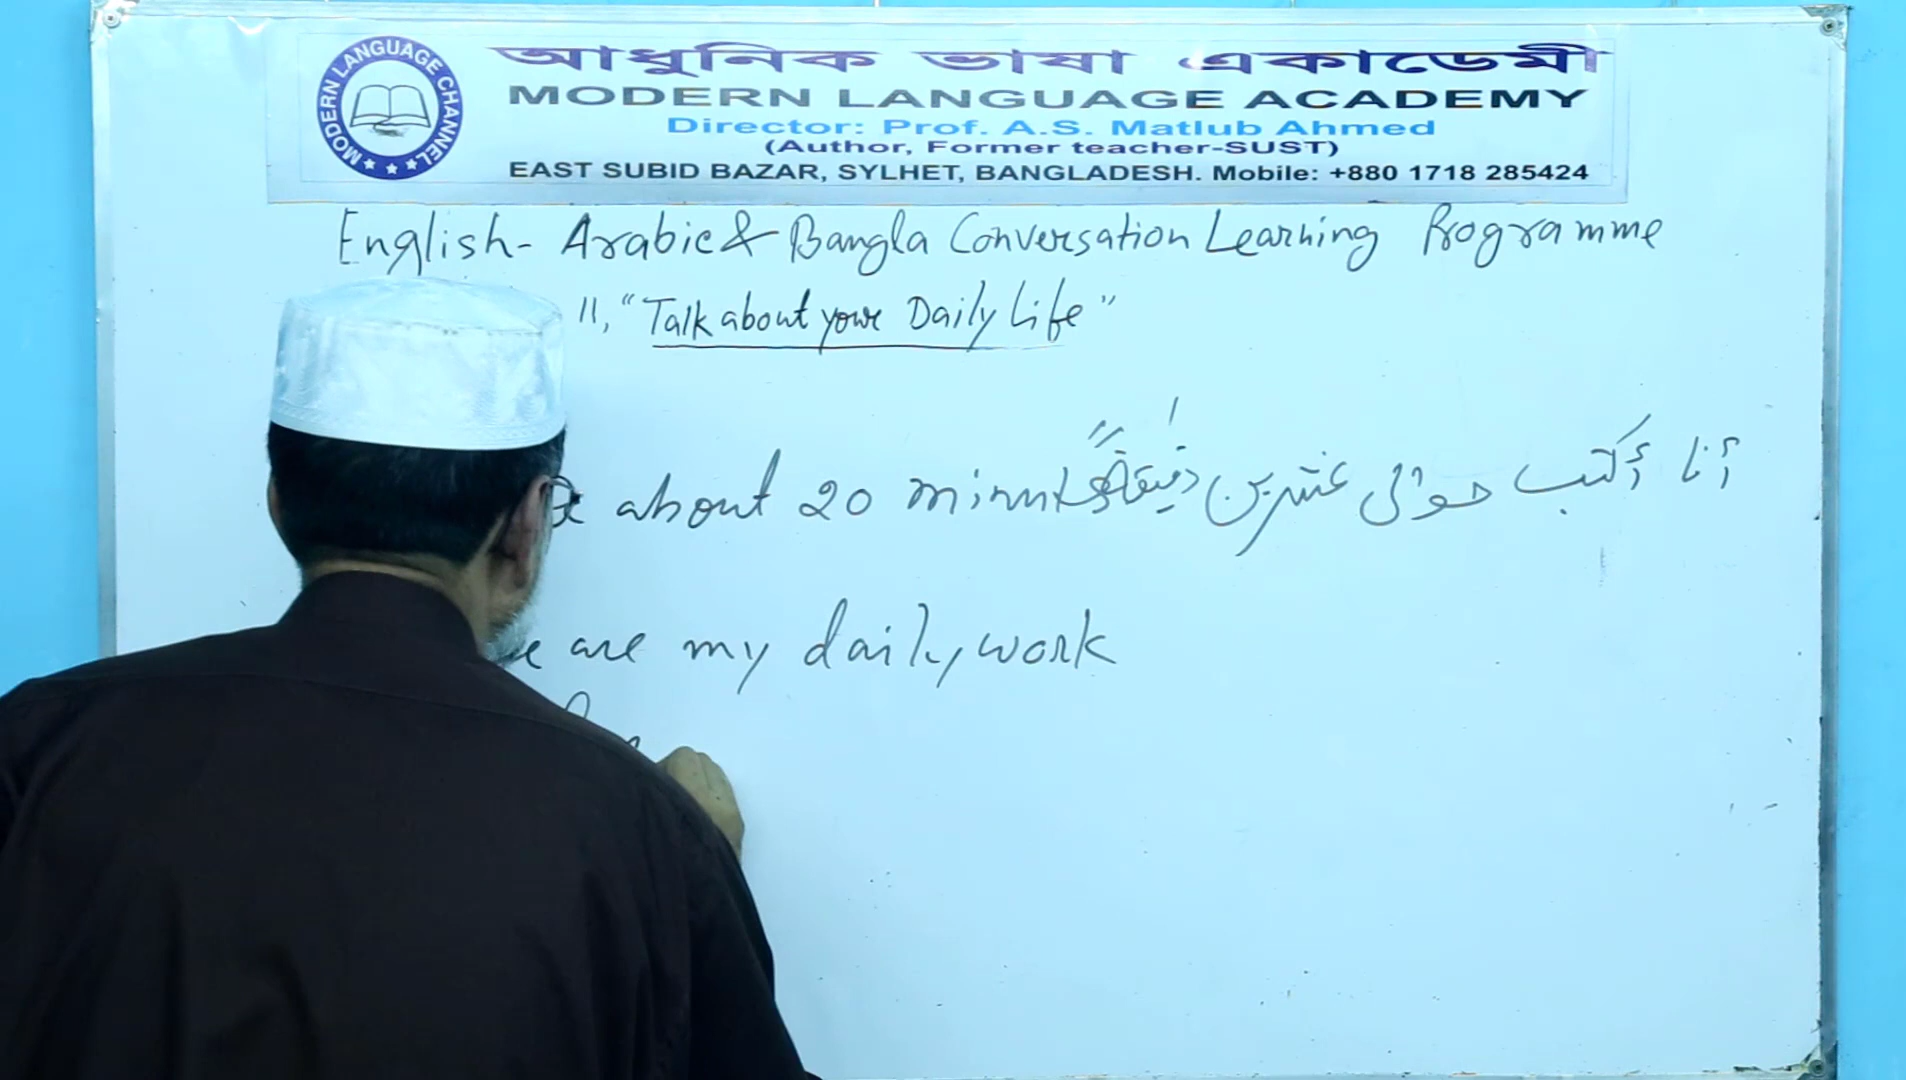 MODERN LANGUAGE CHANNEL
আধুনিক ভাষা একাডেমী
MODERN LANGUAGE ACADEMY
Director: Prof. A.S. Matlub Ahmed
(Author, Former teacher-SUST)
EAST SUBID BAZAR, SYLHET, BANGLADESH. Mobile: +880 1718 285424
English- Arabic & Bangla Conversation Learning Programme
11, "Talk about your Daily Life"
about 20 minutes أنا أكتب حوالى عشرين دقيقة
are my daily work